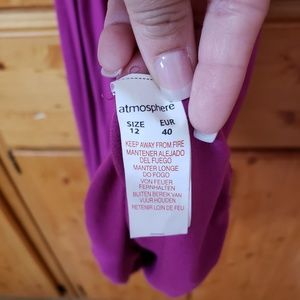 atmosphere
SIZE EUR
12 40
KEEP AWAY FROM FIRE
MANTENER ALEJADO
DEL FUEGO
MANTER LONGE
DO FOGO
VON FEUER
FERNHALTEN
BUITEN BEREIK VAN
VUUR HOUDEN.
RETINIR LOIN DE FEU